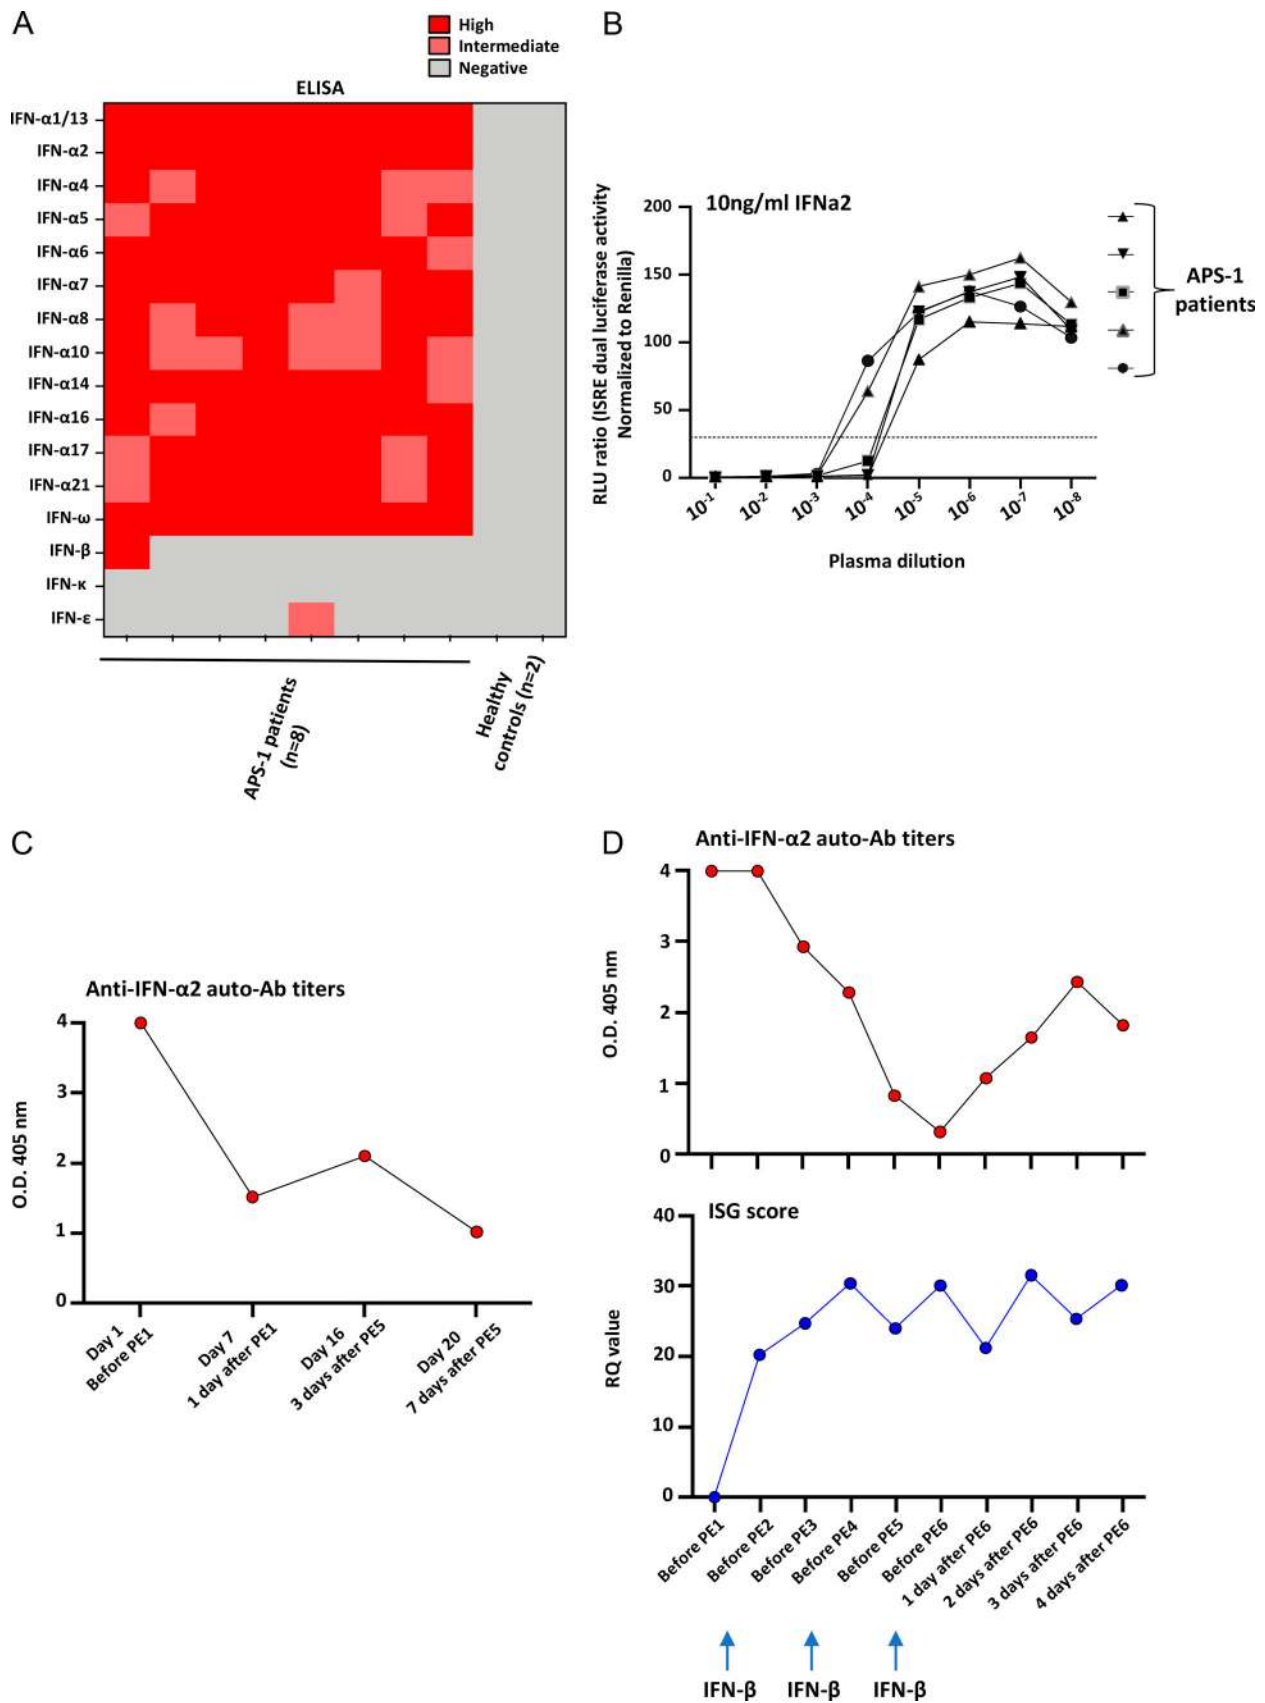 A
High
Intermediate
Negative
ELISA
IFN-α1/13
IFN-α2
IFN-α4
IFN-α5
IFN-α6
IFN-α7
IFN-α8
IFN-α10
IFN-α14
IFN-α16
IFN-α17
IFN-α21
IFN-ω
IFN-β
IFN-κ
IFN-ε
APS-1 patients
(n=8)
Healthy
controls (n=2)
B
10ng/ml IFNa2
RLU ratio (ISRE dual luciferase activity
Normalized to Renilla)
200
150
100
50
0
10-1
10-2
10-3
10-4
10-5
10-6
10-7
10-8
Plasma dilution
APS-1
patients
C
Anti-IFN-α2 auto-Ab titers
O.D. 405 nm
4
3
2
1
0
Day 1
Before PE1
Day 7
1 day after PE1
Day 16
3 days after PE5
Day 20
7 days after PE5
D
Anti-IFN-α2 auto-Ab titers
O.D. 405 nm
4
3
2
1
0
ISG score
RQ value
40
30
20
10
0
Before PE1
Before PE2
Before PE3
Before PE4
Before PE5
Before PE6
1 day after PE6
2 days after PE6
3 days after PE6
4 days after PE6
IFN-β
IFN-β
IFN-β